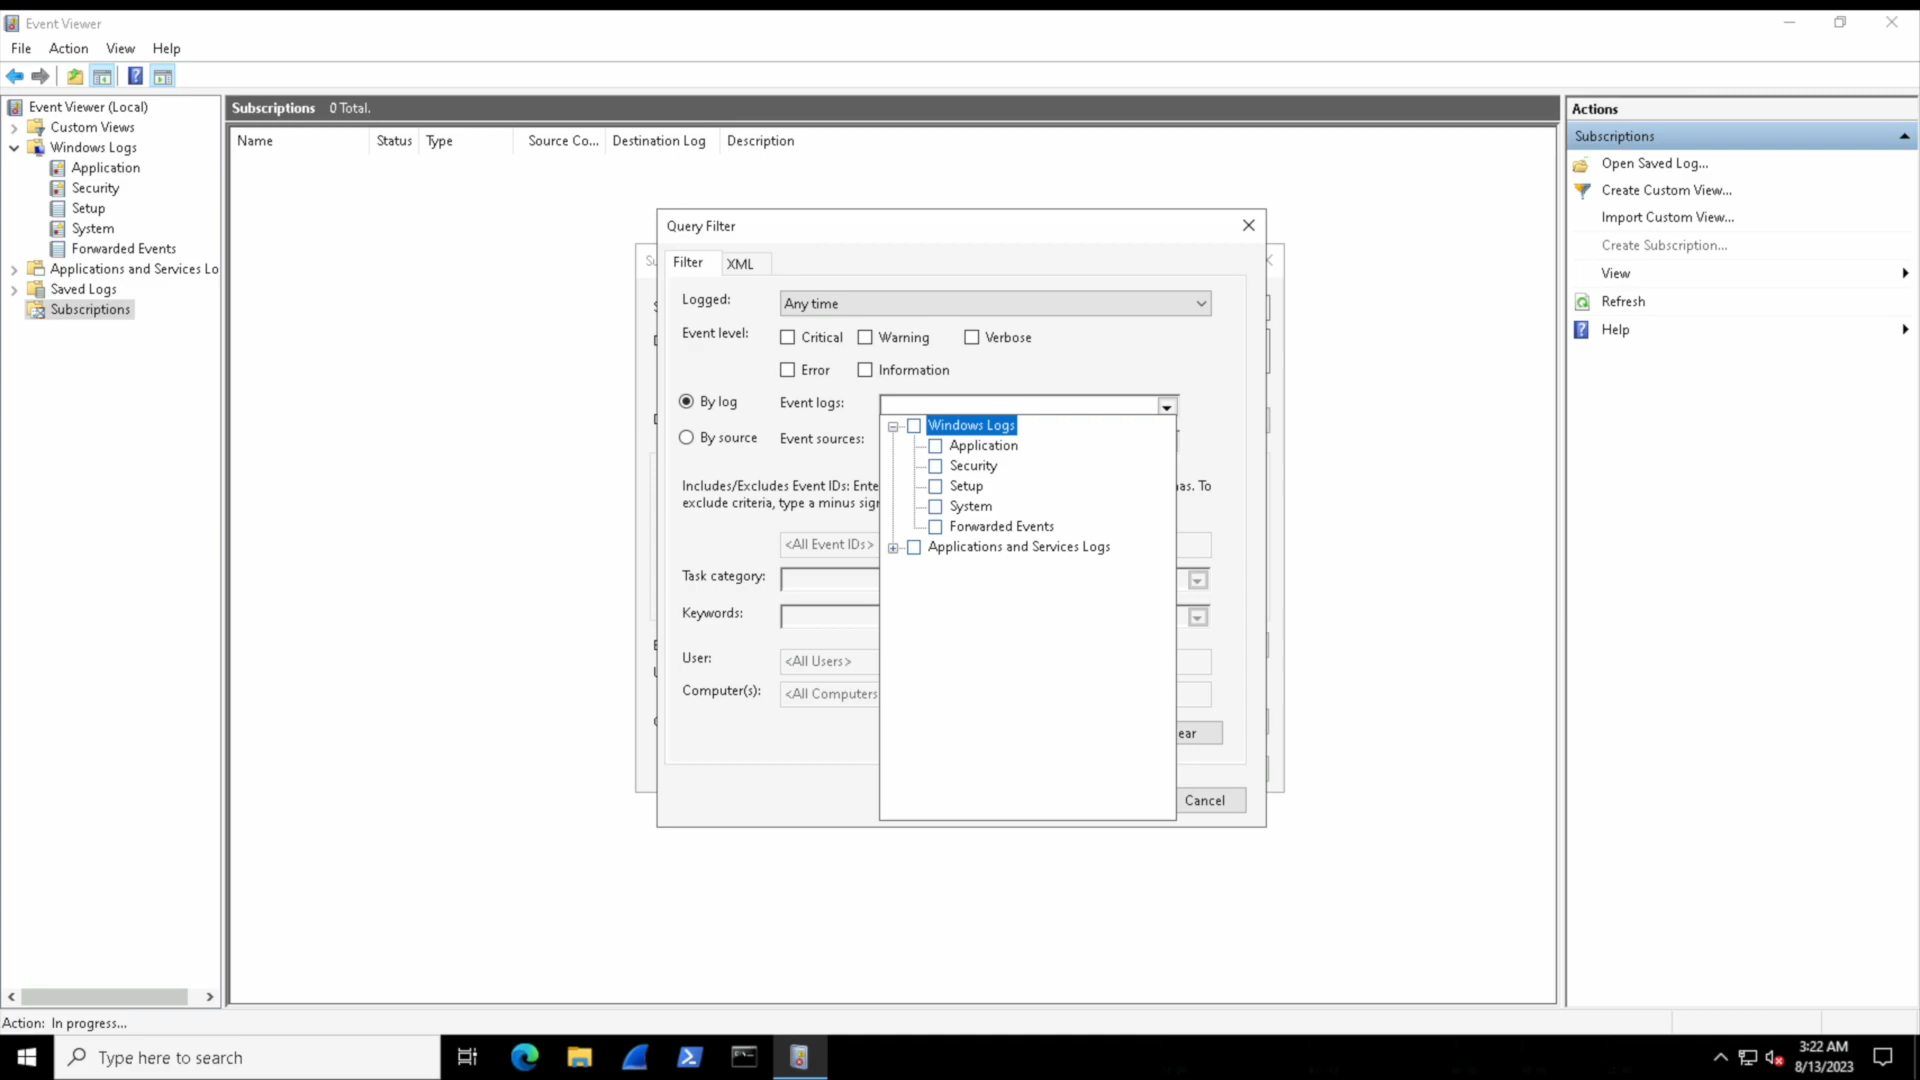 Event Viewer
File Action View Help
Event Viewer (Local)
Custom Views
Windows Logs
Application
Security
Setup
System
Forwarded Events
Applications and Services Lo
Saved Logs
Subscriptions
Subscriptions 0 Total.
Name Status Type Source Co... Destination Log Description
Query Filter
Filter XML
Logged: Any time
Event level: Critical Warning Verbose
Error Information
By log Event logs:
By source Event sources:
Windows Logs
Application
Security
Setup
System
Forwarded Events
Applications and Services Logs
Includes/Excludes Event IDs: Ente as. To
exclude criteria, type a minus sign
<All Event IDs>
Task category:
Keywords:
User: <All Users>
Computer(s): <All Computers
ear
Cancel
Actions
Subscriptions
Open Saved Log...
Create Custom View...
Import Custom View...
Create Subscription...
View
Refresh
Help
Action: In progress...
Type here to search
3:22 AM
8/13/2023